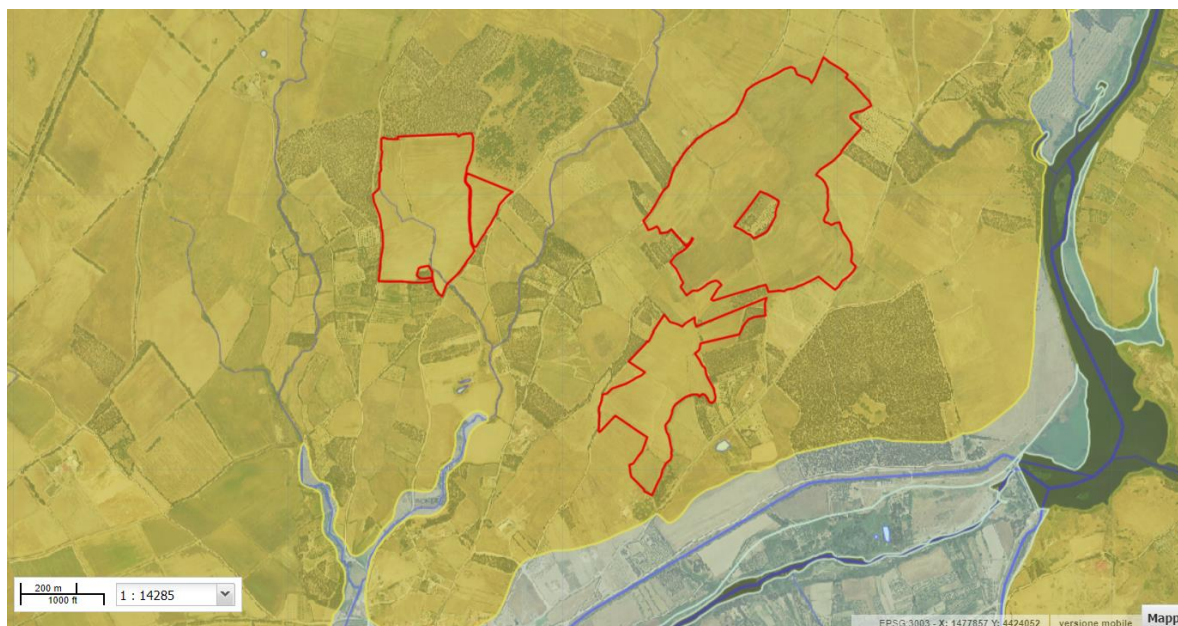 200 m
1000 ft
1 : 14285
EPSG:3003 - X: 1477857 Y: 4424052
versione mobile
Mapp